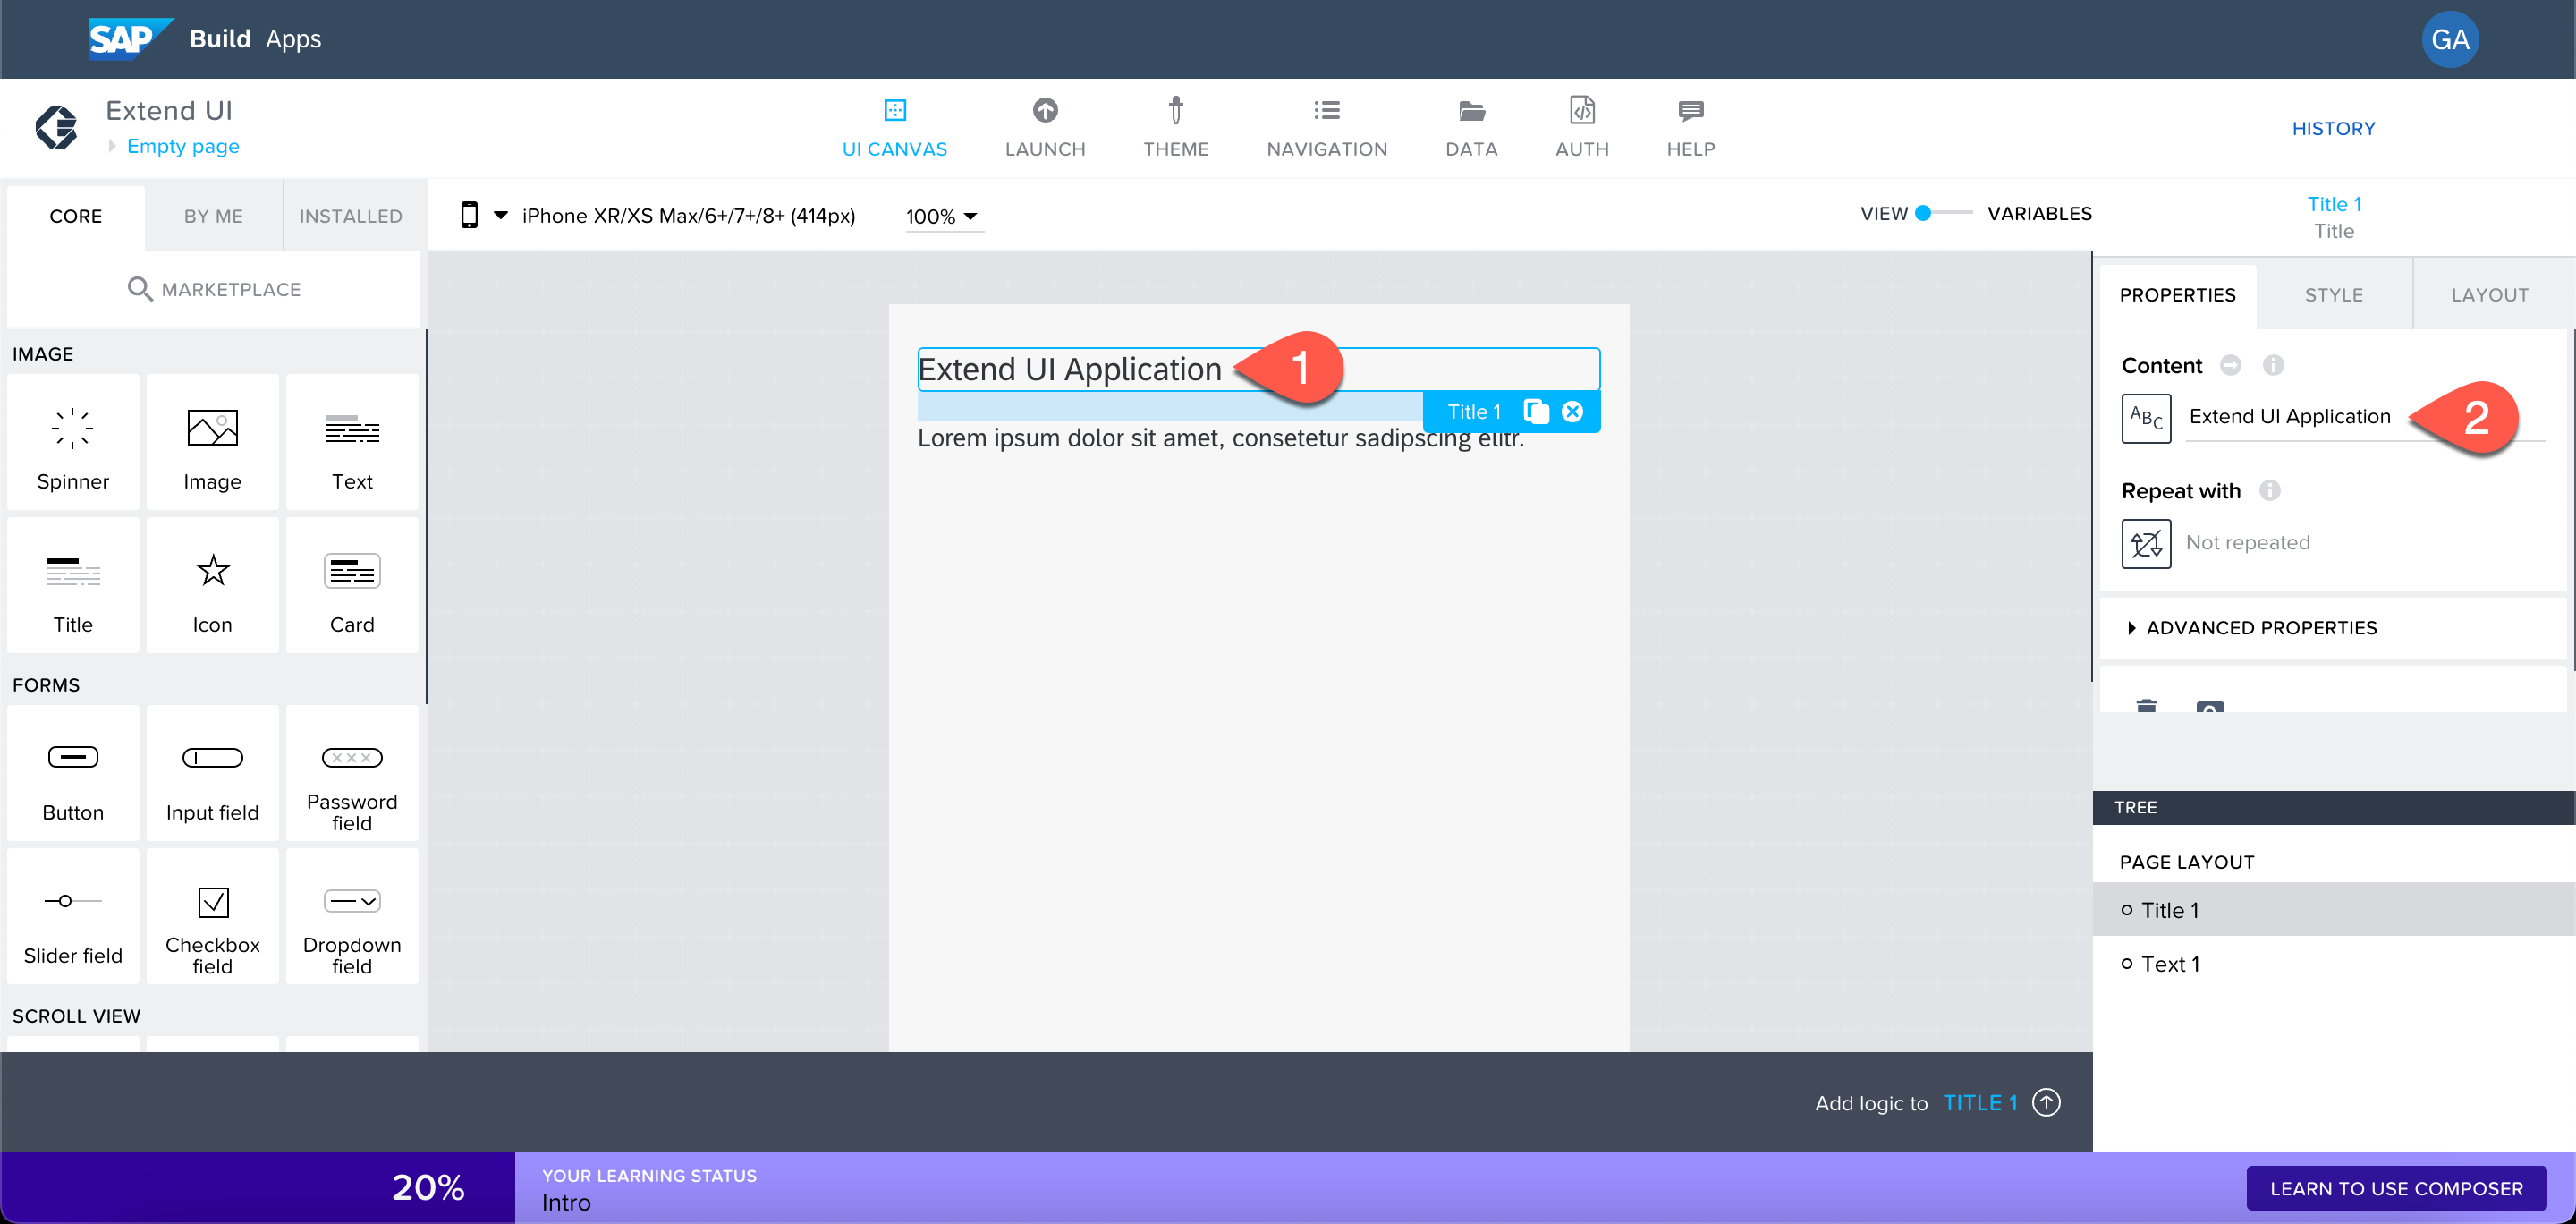 SAP Build Apps
GA
Extend UI
Empty page
UI CANVAS
LAUNCH
THEME
NAVIGATION
DATA
AUTH
HELP
HISTORY
CORE
BY ME
INSTALLED
MARKETPLACE
iPhone XR/XS Max/6+/7+/8+ (414px)
100%
VIEW
VARIABLES
Title 1
Title
IMAGE
Spinner
Image
Text
Title
Icon
Card
FORMS
Button
Input field
Password
field
Slider field
Checkbox
field
Dropdown
field
SCROLL VIEW
Extend UI Application
1
Title 1
Lorem ipsum dolor sit amet, consetetur sadipscing elitr.
PROPERTIES
STYLE
LAYOUT
Content
ABC
Extend UI Application
2
Repeat with
Not repeated
ADVANCED PROPERTIES
TREE
PAGE LAYOUT
Title 1
Text 1
Add logic to TITLE 1
20%
YOUR LEARNING STATUS
Intro
LEARN TO USE COMPOSER